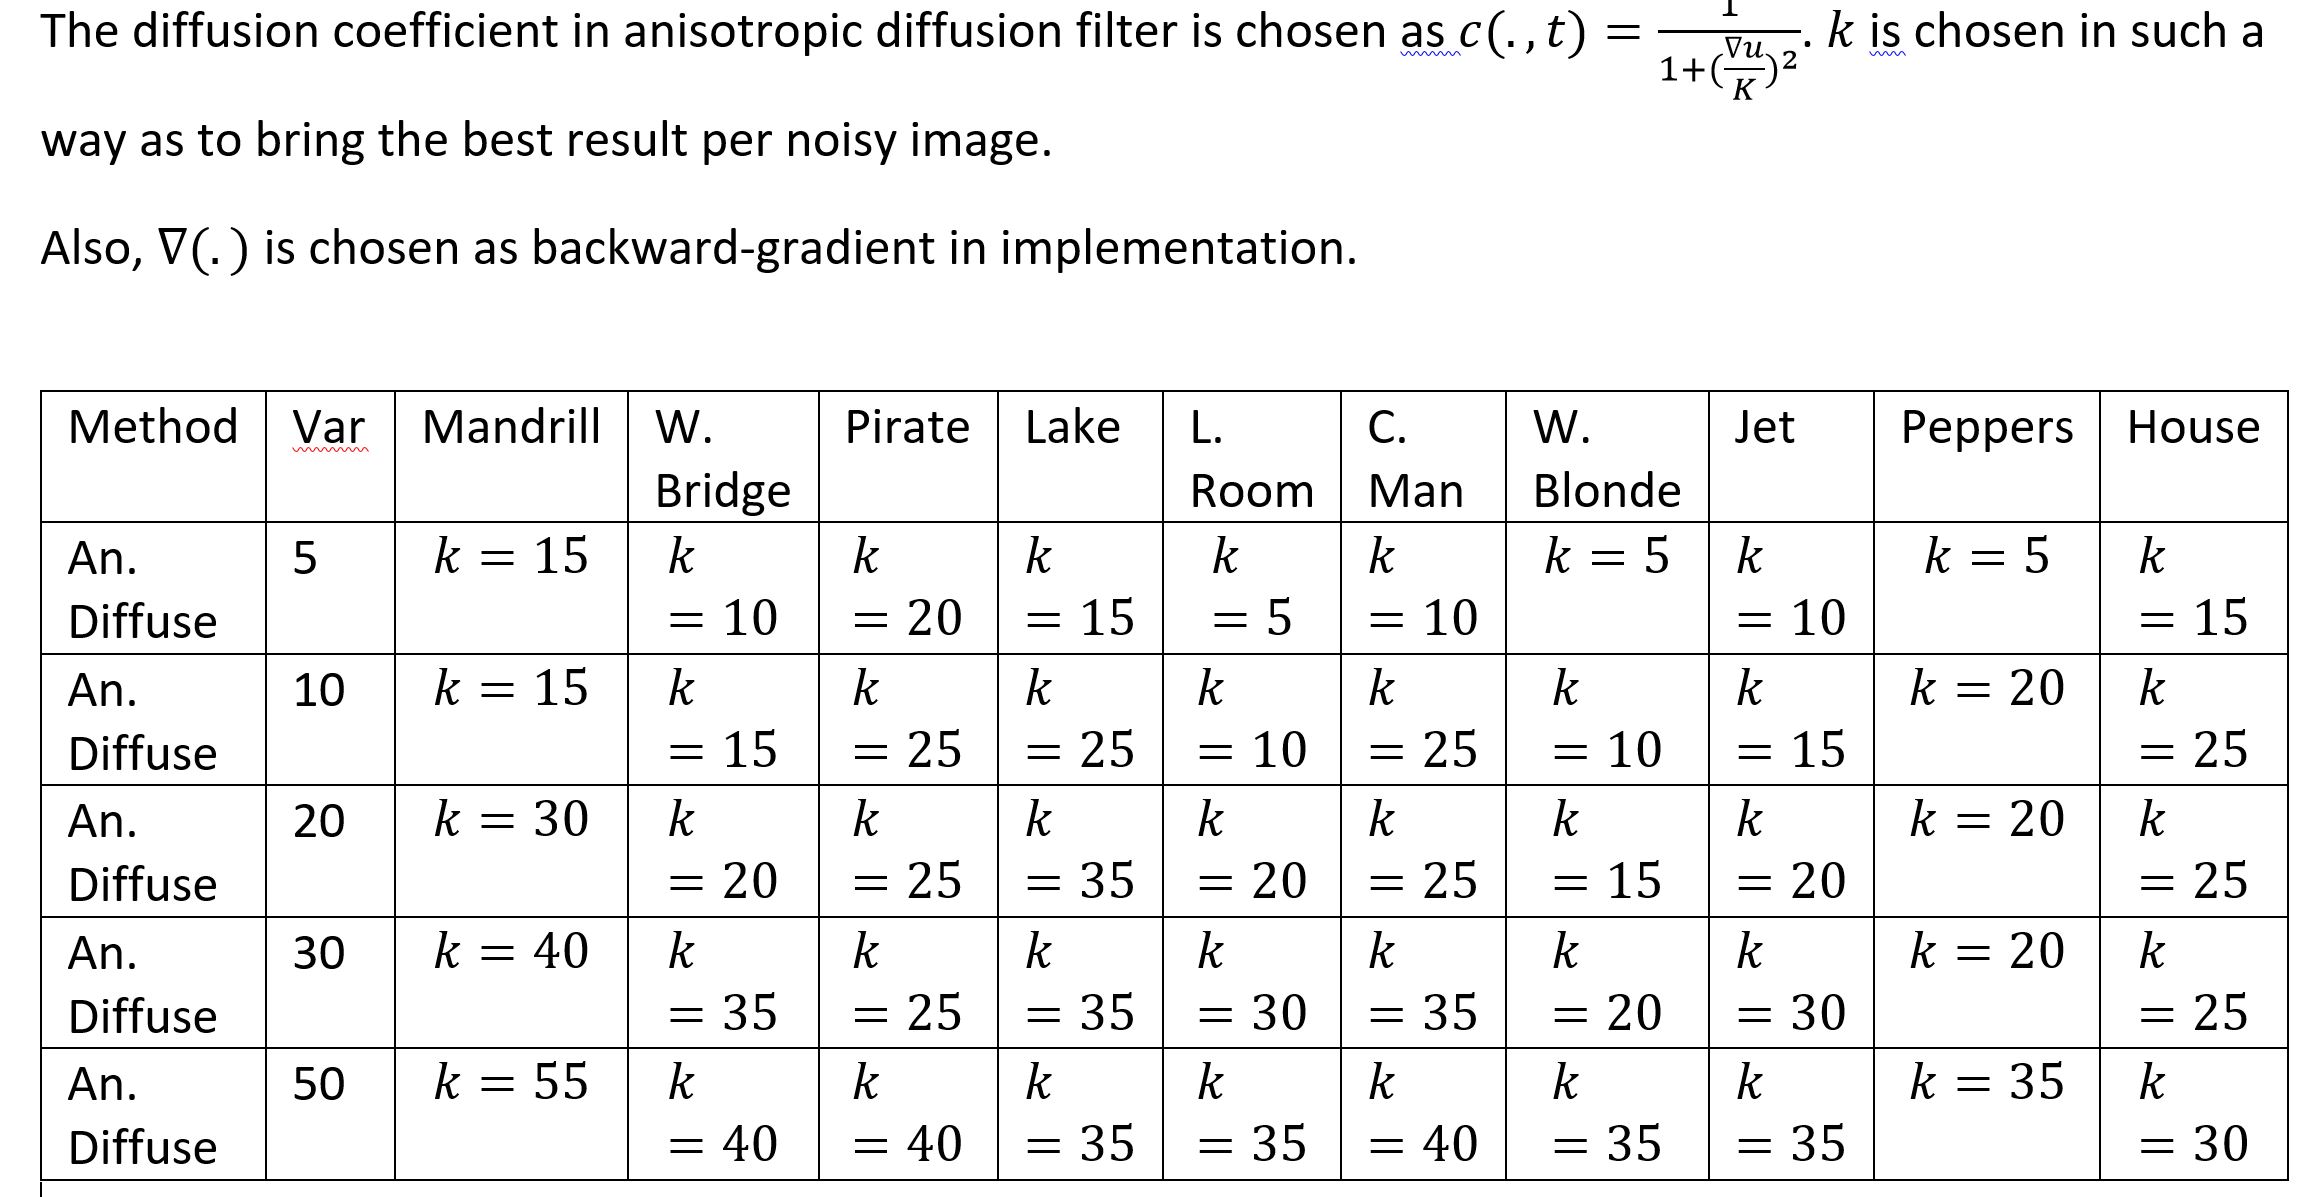 The diffusion coefficient in anisotropic diffusion filter is chosen as c(.,t) = 1/(1+(∇u/K)²). k is chosen in such a
way as to bring the best result per noisy image.
Also, ∇(.) is chosen as backward-gradient in implementation.
Method Var Mandrill W. Bridge Pirate Lake L. Room C. Man W. Blonde Jet Peppers House
An. Diffuse 5 k = 15 k = 10 k = 20 k = 15 k = 5 k = 10 k = 5 k = 10 k = 5 k = 15
An. Diffuse 10 k = 15 k = 15 k = 25 k = 25 k = 10 k = 25 k = 10 k = 15 k = 20 k = 25
An. Diffuse 20 k = 30 k = 20 k = 25 k = 35 k = 20 k = 25 k = 15 k = 20 k = 20 k = 25
An. Diffuse 30 k = 40 k = 35 k = 25 k = 35 k = 30 k = 35 k = 20 k = 30 k = 20 k = 25
An. Diffuse 50 k = 55 k = 40 k = 40 k = 35 k = 35 k = 40 k = 35 k = 35 k = 35 k = 30